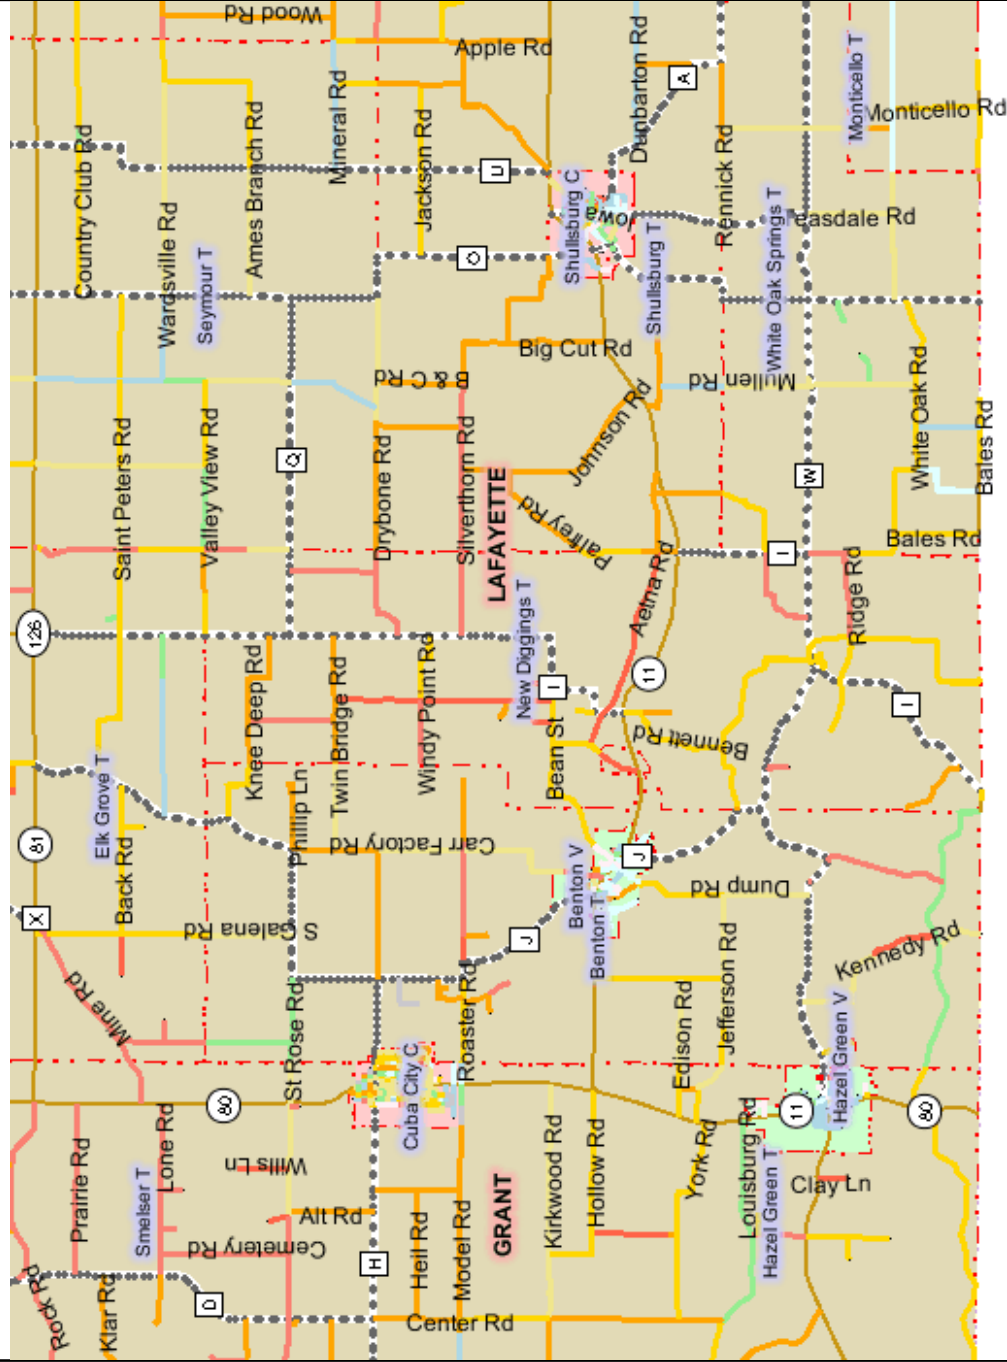 Wood Rd
Apple Rd
Dunbarton Rd
A
Monticello T
Monticello Rd
Country Club Rd
Mineral Rd
Ames Branch Rd
Jackson Rd
U
Rennick Rd
Shullsburg C
Iowa
Teasdale Rd
Wardsville Rd
Seymour T
O
Shullsburg T
White Oak Springs T
Big Cut Rd
B & C Rd
Mullen Rd
White Oak Rd
Johnson Rd
Saint Peters Rd
Valley View Rd
Q
Drybone Rd
Silverthorn Rd
W
Bales Rd
LAFAYETTE
Palfrey Rd
I
Bales Rd
Aetna Rd
Ridge Rd
126
New Diggings T
11
Knee Deep Rd
Twin Bridge Rd
Windy Point Rd
I
I
Bean St
Bennett Rd
Elk Grove T
Phillip Ln
81
Carr Factory Rd
J
Back Rd
Benton V
Dump Rd
X
S Galena Rd
Benton T
J
Kennedy Rd
Mine Rd
St Rose Rd
Roaster Rd
Edison Rd
Jefferson Rd
Hazel Green V
Cuba City C
80
11
80
Lone Rd
Prairie Rd
Wills Ln
Kirkwood Rd
Hollow Rd
York Rd
Louisburg Rd
Clay Ln
Smelser T
Alt Rd
Cemetery Rd
Heil Rd
Model Rd
GRANT
Hazel Green T
H
Rock Rd
Klar Rd
D
Center Rd